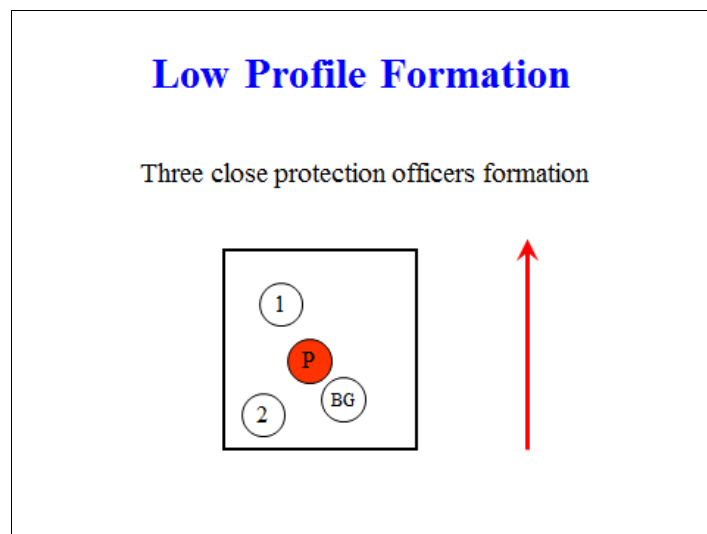 Low Profile Formation
Three close protection officers formation
1
P
BG
2